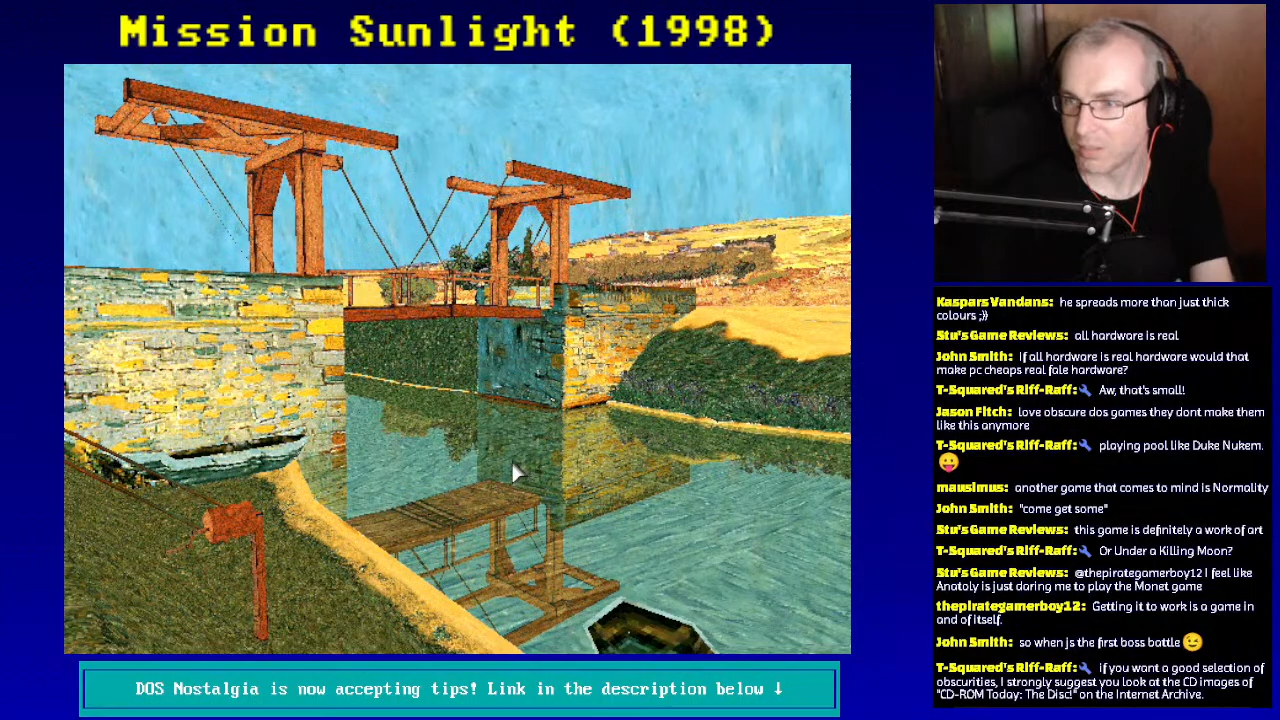 Mission Sunlight (1998)
Kaspars Vandans: he spreads more than just thick
colours ;))
Stu's Game Reviews: all hardware is real
John Smith: If all hardware is real hardware would that
make pc cheaps real fale hardware?
T-Squared's Riff-Raff: Aw, that's small!
Jason Fitch: love obscure dos games they dont make them
like this anymore
T-Squared's Riff-Raff: playing pool like Duke Nukem.
😛
mausimus: another game that comes to mind is Normality
John Smith: "come get some"
Stu's Game Reviews: this game is definitely a work of art
T-Squared's Riff-Raff: Or Under a Killing Moon?
Stu's Game Reviews: @thepirategamerboy12 I feel like
Anatoly is just daring me to play the Monet game
thepirategamerboy12: Getting it to work is a game in
and of itself.
John Smith: so when js the first boss battle 😉
T-Squared's Riff-Raff: if you want a good selection of
obscurities, I strongly suggest you look at the CD images of
"CD-ROM Today: The Disc!" on the Internet Archive.
DOS Nostalgia is now accepting tips! Link in the description below ↓